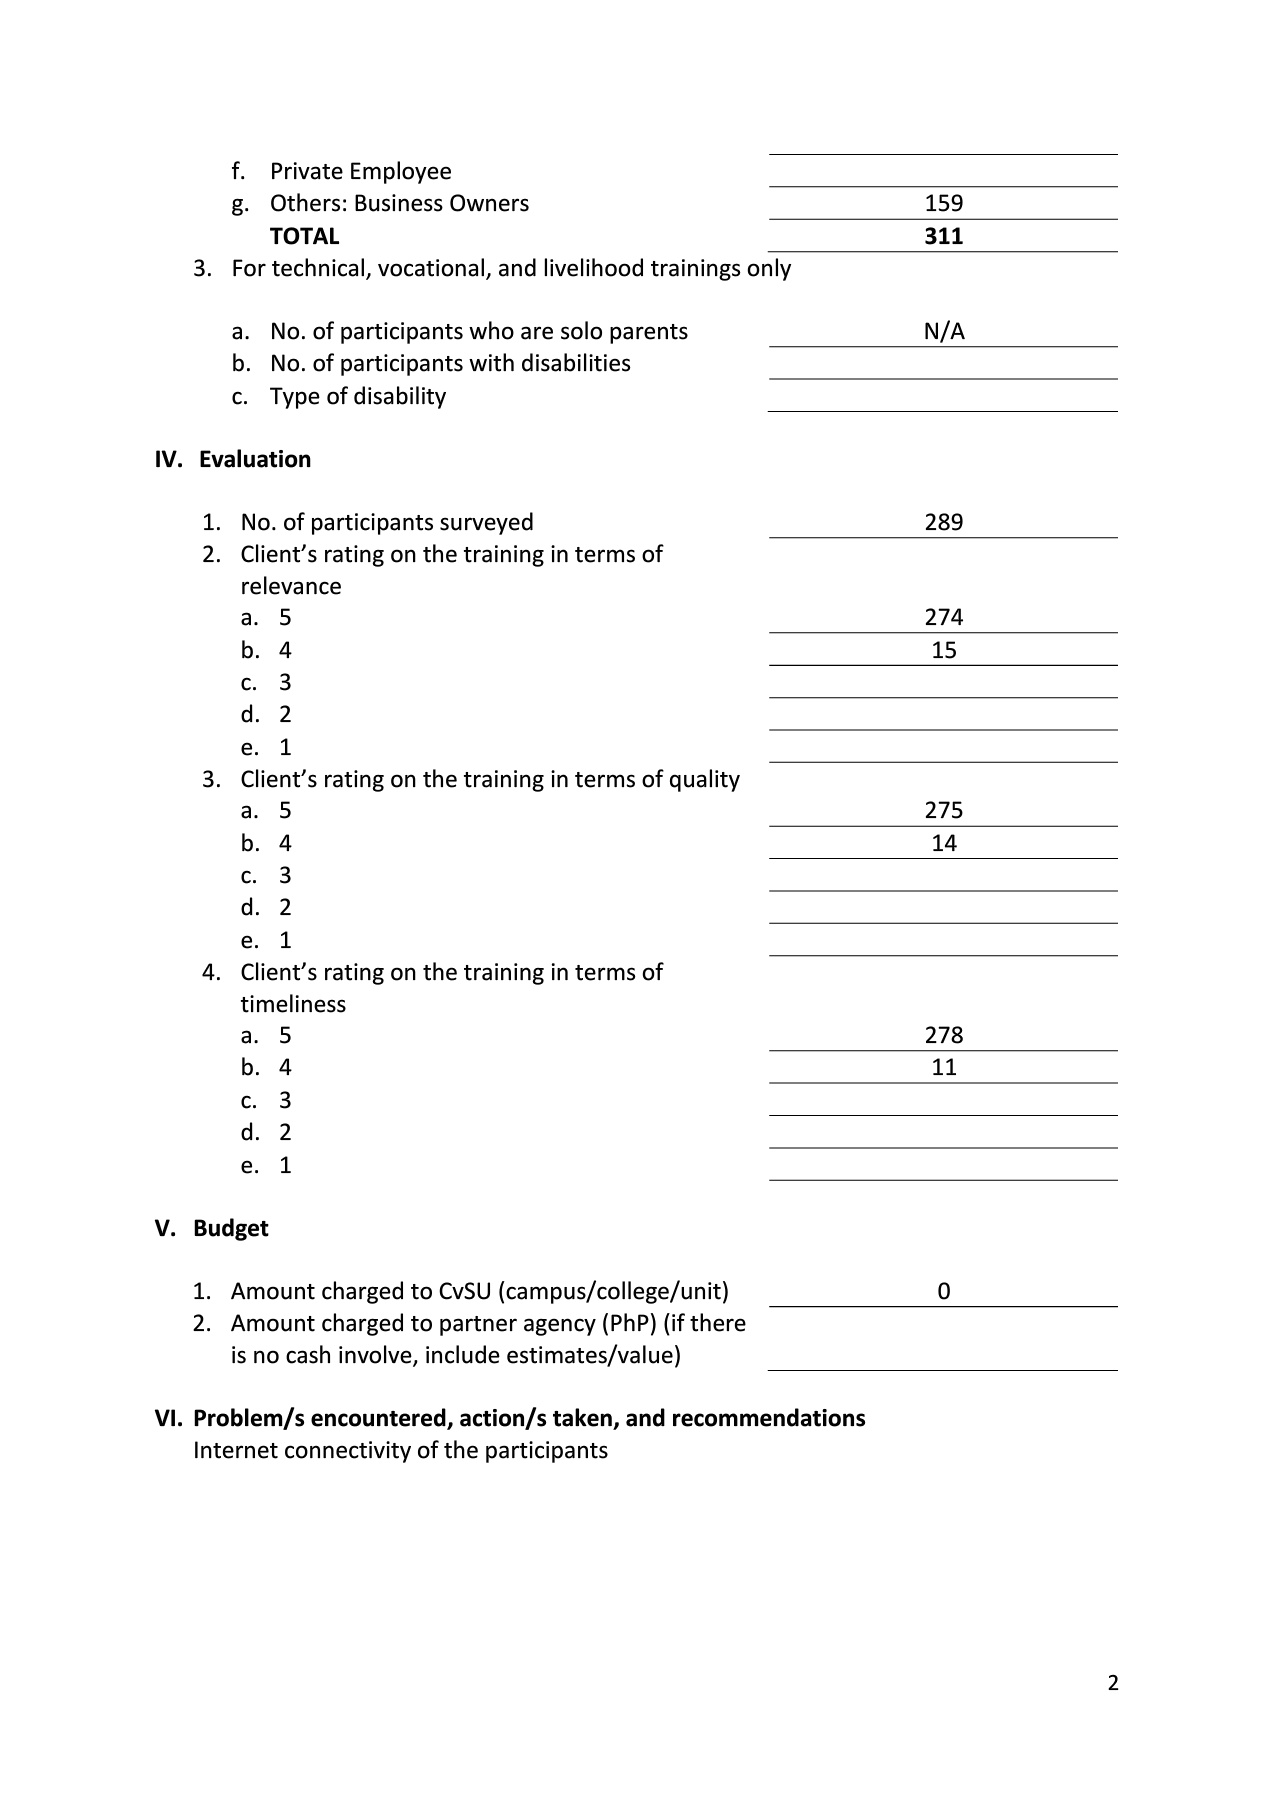 f. Private Employee
g. Others: Business Owners 159
TOTAL 311
3. For technical, vocational, and livelihood trainings only
a. No. of participants who are solo parents N/A
b. No. of participants with disabilities
c. Type of disability
IV. Evaluation
1. No. of participants surveyed 289
2. Client’s rating on the training in terms of
relevance
a. 5 274
b. 4 15
c. 3
d. 2
e. 1
3. Client’s rating on the training in terms of quality
a. 5 275
b. 4 14
c. 3
d. 2
e. 1
4. Client’s rating on the training in terms of
timeliness
a. 5 278
b. 4 11
c. 3
d. 2
e. 1
V. Budget
1. Amount charged to CvSU (campus/college/unit) 0
2. Amount charged to partner agency (PhP) (if there
is no cash involve, include estimates/value)
VI. Problem/s encountered, action/s taken, and recommendations
Internet connectivity of the participants
2